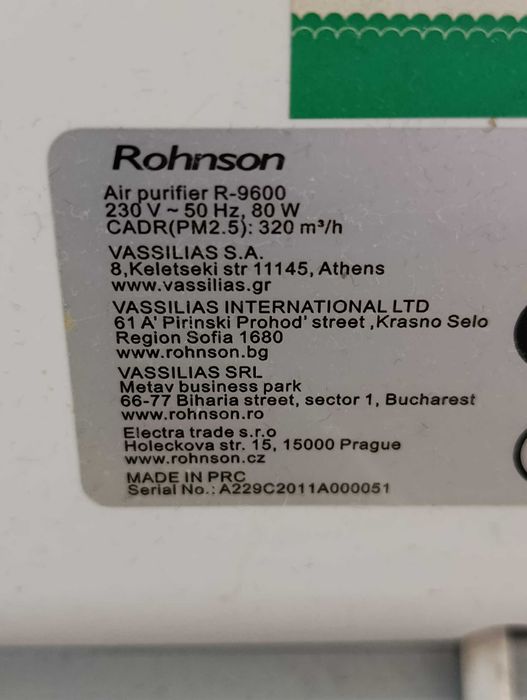 Rohnson
Air purifier R-9600
230 V ~ 50 Hz, 80 W
CADR(PM2.5): 320 m³/h
VASSILIAS S.A.
8,Keletseki str 11145, Athens
www.vassilias.gr
VASSILIAS INTERNATIONAL LTD
61 A' Pirinski Prohod' street ,Krasno Selo
Region Sofia 1680
www.rohnson.bg
VASSILIAS SRL
Metav business park
66-77 Biharia street, sector 1, Bucharest
www.rohnson.ro
Electra trade s.r.o
Holeckova str. 15, 15000 Prague
www.rohnson.cz
MADE IN PRC
Serial No.: A229C2011A000051